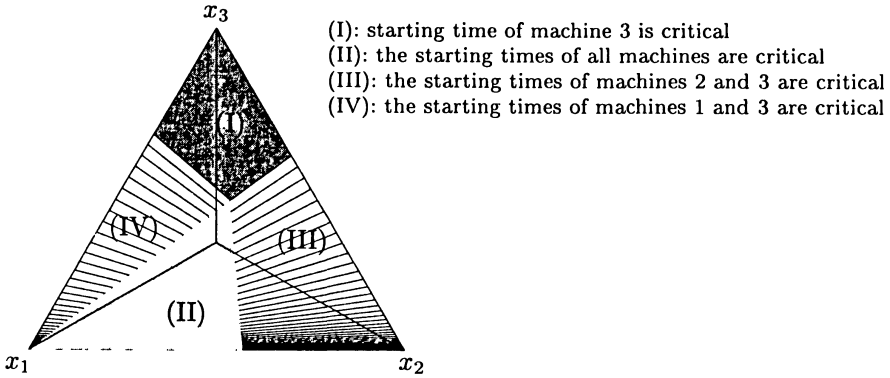 x₃
(I): starting time of machine 3 is critical
(II): the starting times of all machines are critical
(III): the starting times of machines 2 and 3 are critical
(IV): the starting times of machines 1 and 3 are critical
(I)
(IV)
(III)
(II)
x₁
x₂